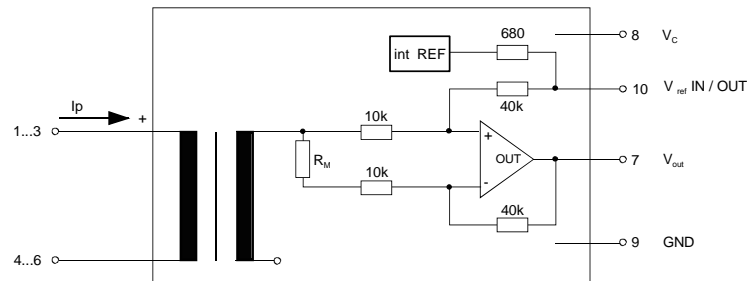 680
8 V_C
int REF
Ip
+
10k
40k
10 V_ref IN / OUT
1...3
+
R_M
OUT
7 V_out
10k
-
40k
9 GND
4...6